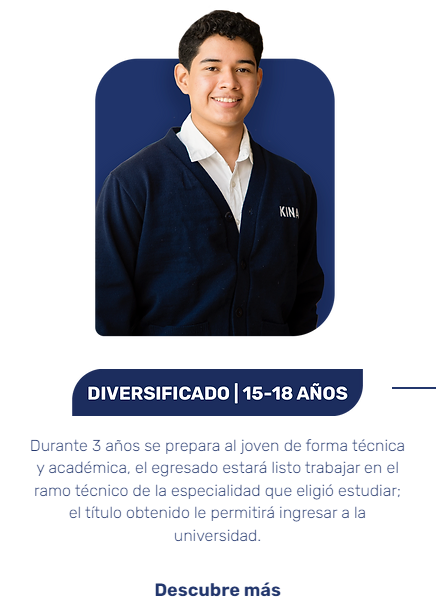 KINA
DIVERSIFICADO | 15-18 AÑOS
Durante 3 años se prepara al joven de forma técnica
y académica, el egresado estará listo trabajar en el
ramo técnico de la especialidad que eligió estudiar;
el título obtenido le permitirá ingresar a la
universidad.
Descubre más